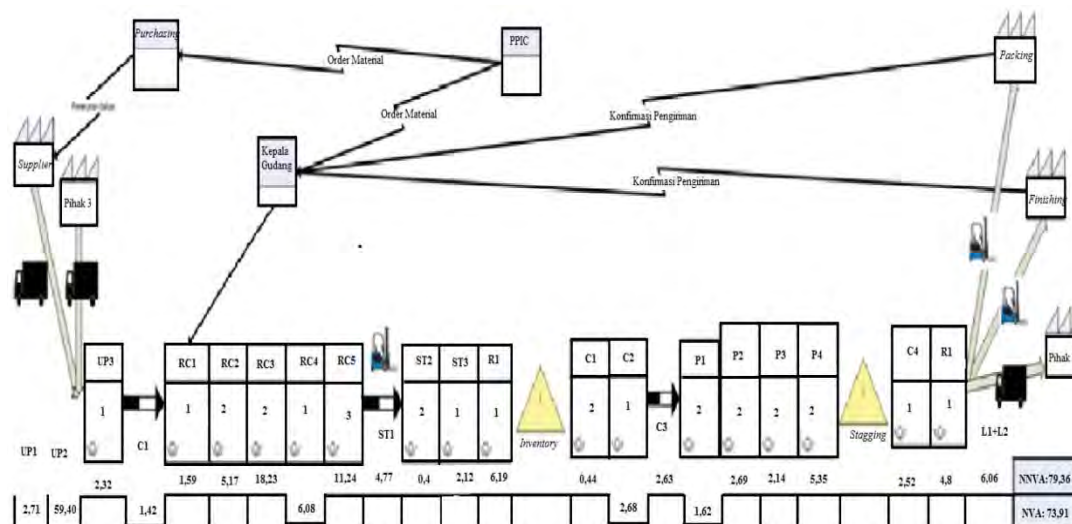 Purchasing
PPIC
Packing
Order Material
Order Material
Konfirmasi Pengiriman
Supplier
Kepala
Gudang
Pihak 3
Konfirmasi Pengiriman
Finishing
Pihak
UP3
RC1 RC2 RC3 RC4 RC5
ST2 ST3 R1
C1 C2
P1 P2 P3 P4
C4 R1
1
1 2 2 1 3
2 1 1
2 1
2 2 2 2
1 1
UP1 UP2
C1
ST1
Inventory
C3
Stagging
L1+L2
2,32 1,59 5,17 18,23 11,24 4,77 0,4 2,12 6,19 0,44 2,63 2,69 2,14 5,35 2,52 4,8 6,06 NNVA:79,36
2,71 59,40 1,42 6,08 2,68 1,62 NVA: 73,91